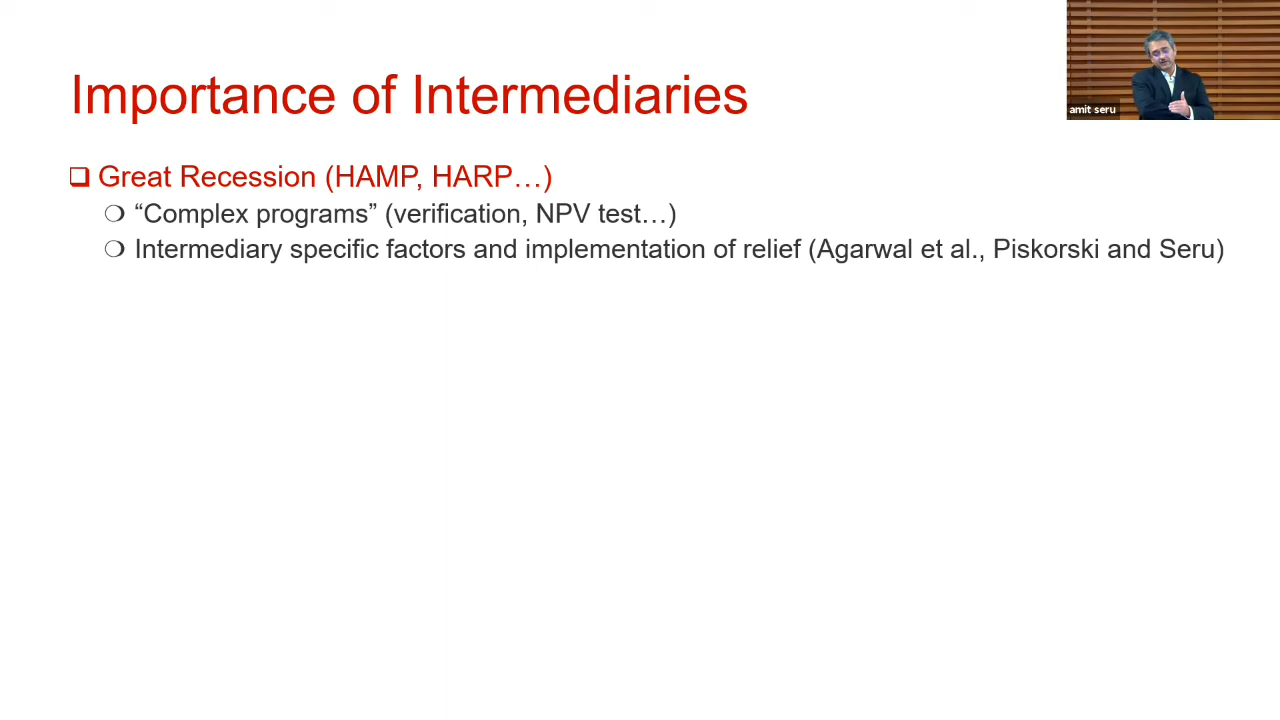 Importance of Intermediaries
amit seru
Great Recession (HAMP, HARP…)
“Complex programs” (verification, NPV test…)
Intermediary specific factors and implementation of relief (Agarwal et al., Piskorski and Seru)